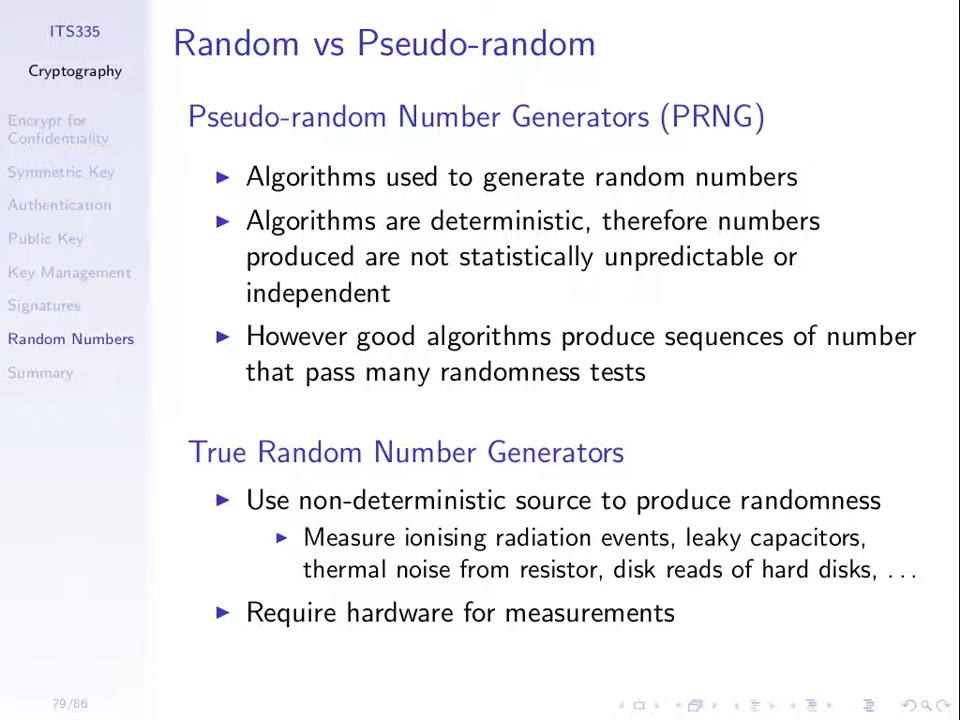 ITS335
Cryptography
Encrypt for
Confidentiality
Symmetric Key
Authentication
Public Key
Key Management
Signatures
Random Numbers
Summary
Random vs Pseudo-random
Pseudo-random Number Generators (PRNG)
Algorithms used to generate random numbers
Algorithms are deterministic, therefore numbers
produced are not statistically unpredictable or
independent
However good algorithms produce sequences of number
that pass many randomness tests
True Random Number Generators
Use non-deterministic source to produce randomness
Measure ionising radiation events, leaky capacitors,
thermal noise from resistor, disk reads of hard disks, ...
Require hardware for measurements
79/86